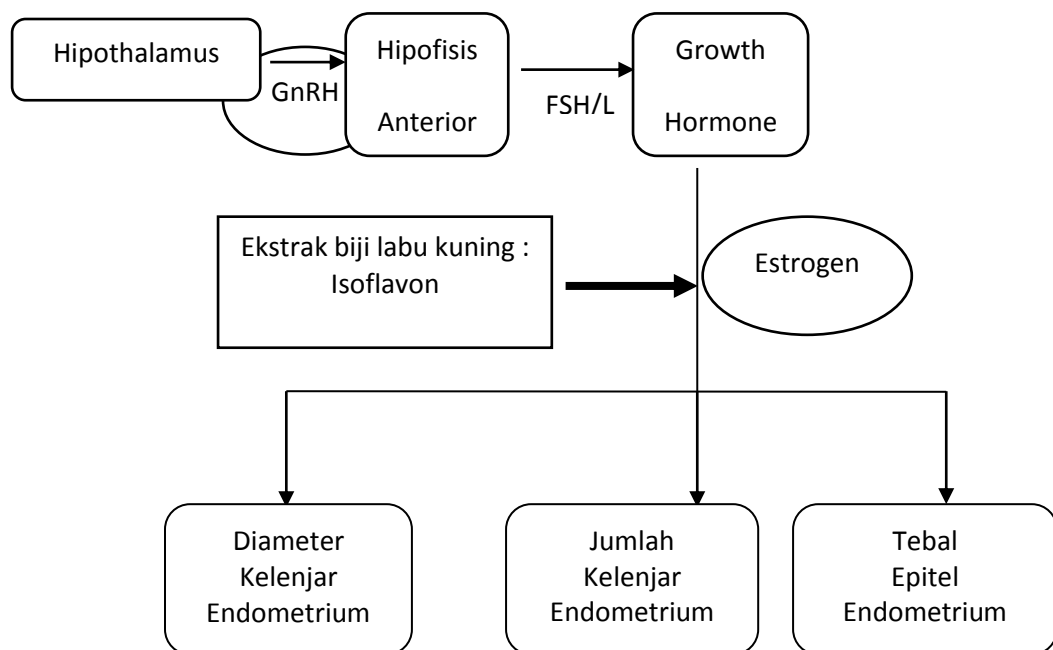 Hipothalamus
GnRH
Hipofisis
Anterior
FSH/L
Growth
Hormone
Ekstrak biji labu kuning :
Isoflavon
Estrogen
Diameter
Kelenjar
Endometrium
Jumlah
Kelenjar
Endometrium
Tebal
Epitel
Endometrium